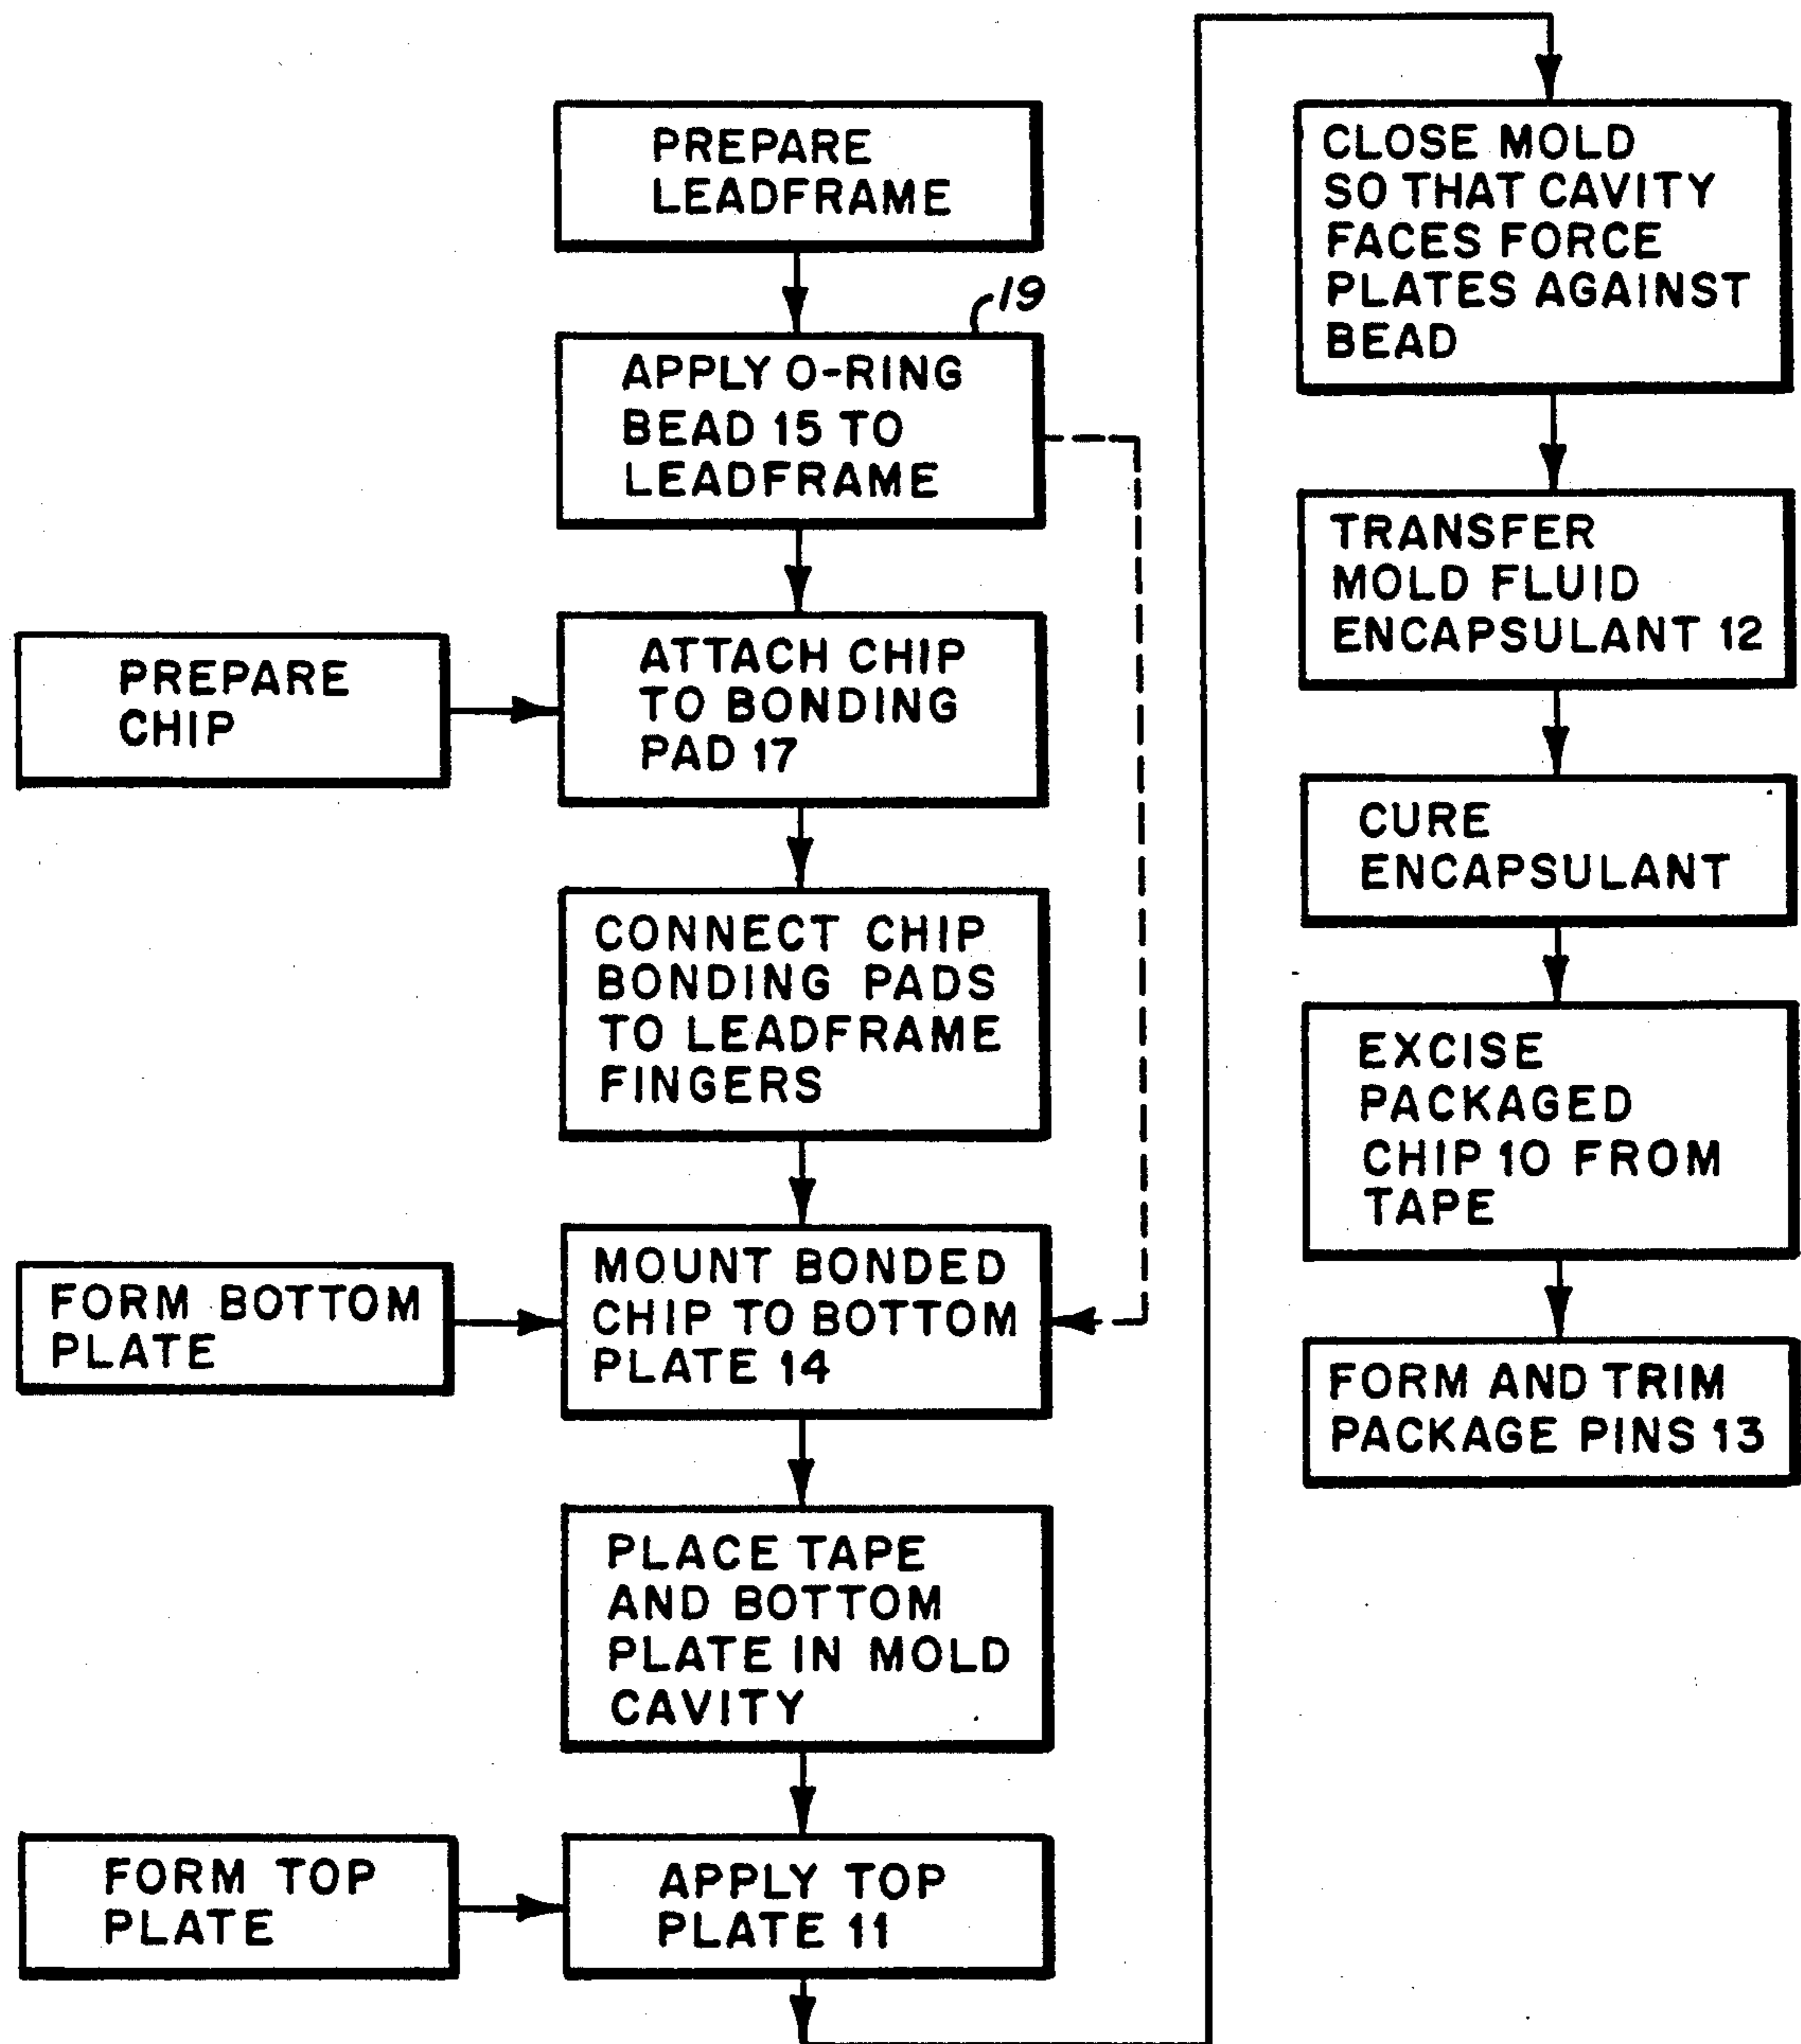 PREPARE
LEADFRAME
19
APPLY O-RING
BEAD 15 TO
LEADFRAME
PREPARE
CHIP
ATTACH CHIP
TO BONDING
PAD 17
CONNECT CHIP
BONDING PADS
TO LEADFRAME
FINGERS
FORM BOTTOM
PLATE
MOUNT BONDED
CHIP TO BOTTOM
PLATE 14
PLACE TAPE
AND BOTTOM
PLATE IN MOLD
CAVITY
FORM TOP
PLATE
APPLY TOP
PLATE 11
CLOSE MOLD
SO THAT CAVITY
FACES FORCE
PLATES AGAINST
BEAD
TRANSFER
MOLD FLUID
ENCAPSULANT 12
CURE
ENCAPSULANT
EXCISE
PACKAGED
CHIP 10 FROM
TAPE
FORM AND TRIM
PACKAGE PINS 13